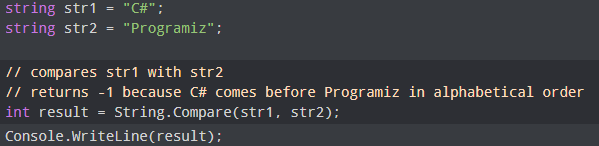 string str1 = "C#";
string str2 = "Programiz";
// compares str1 with str2
// returns -1 because C# comes before Programiz in alphabetical order
int result = String.Compare(str1, str2);
Console.WriteLine(result);